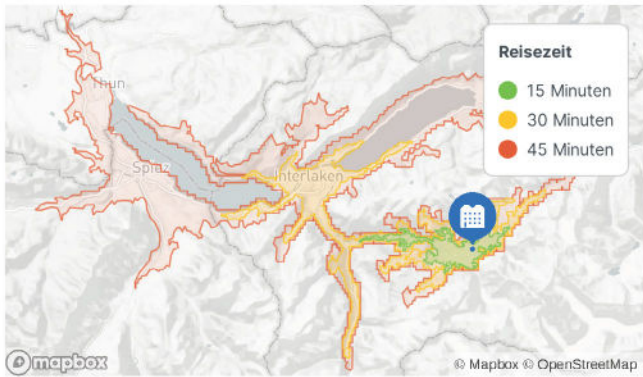 Reisezeit
15 Minuten
30 Minuten
45 Minuten
Thun
Spiez
Interlaken
mapbox
© Mapbox © OpenStreetMap